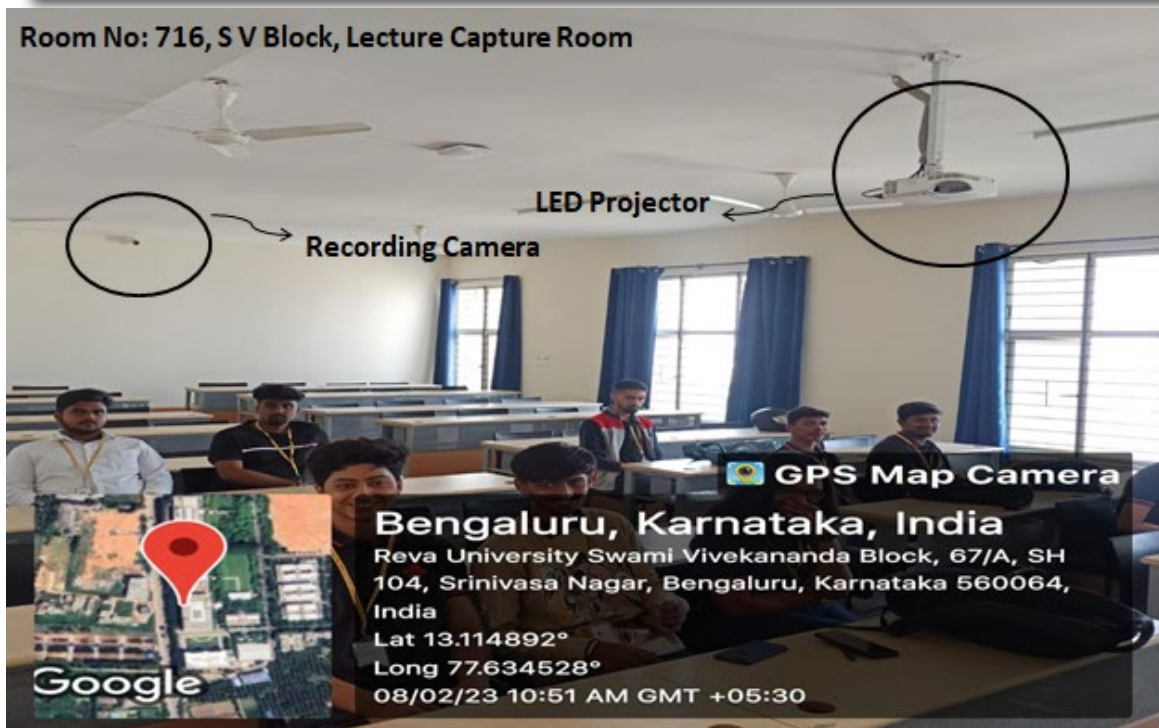 Room No: 716, S V Block, Lecture Capture Room
LED Projector
Recording Camera
GPS Map Camera
Bengaluru, Karnataka, India
Reva University Swami Vivekananda Block, 67/A, SH
104, Srinivasa Nagar, Bengaluru, Karnataka 560064,
India
Lat 13.114892°
Long 77.634528°
08/02/23 10:51 AM GMT +05:30
Google